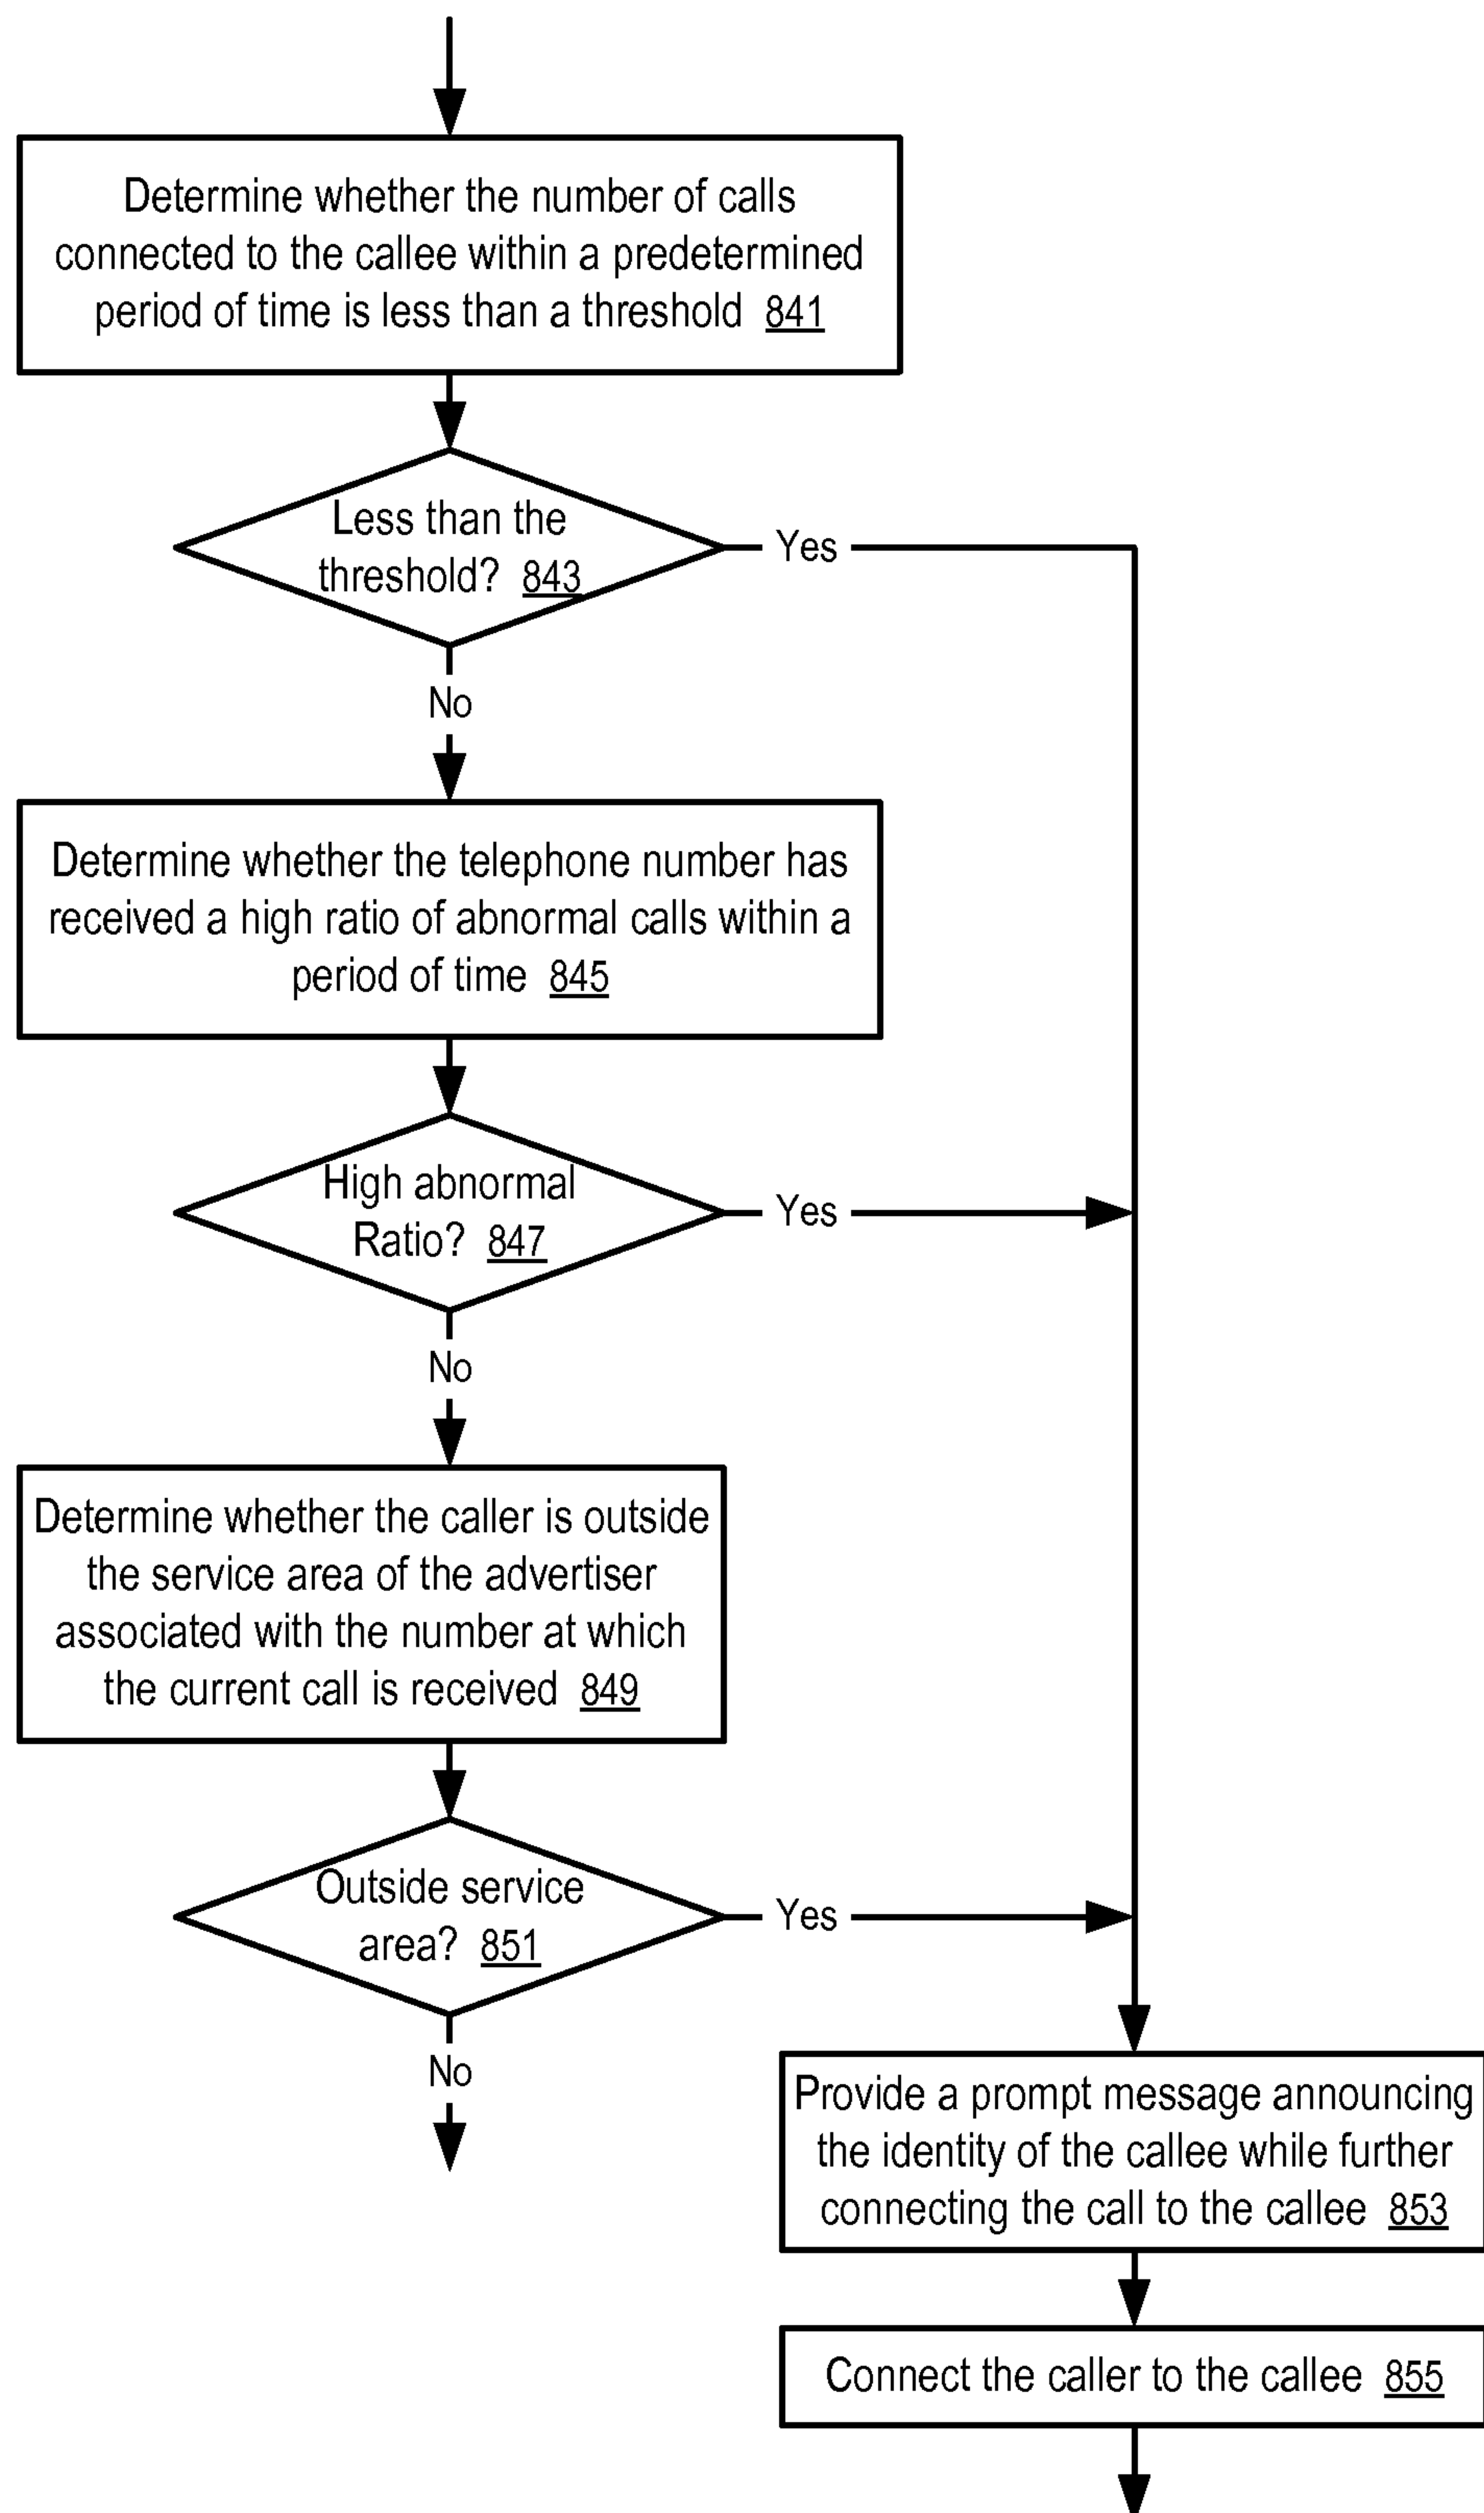 Determine whether the number of calls
connected to the callee within a predetermined
period of time is less than a threshold 841
Less than the
threshold? 843
Yes
No
Determine whether the telephone number has
received a high ratio of abnormal calls within a
period of time 845
High abnormal
Ratio? 847
Yes
No
Determine whether the caller is outside
the service area of the advertiser
associated with the number at which
the current call is received 849
Outside service
area? 851
Yes
No
Provide a prompt message announcing
the identity of the callee while further
connecting the call to the callee 853
Connect the caller to the callee 855